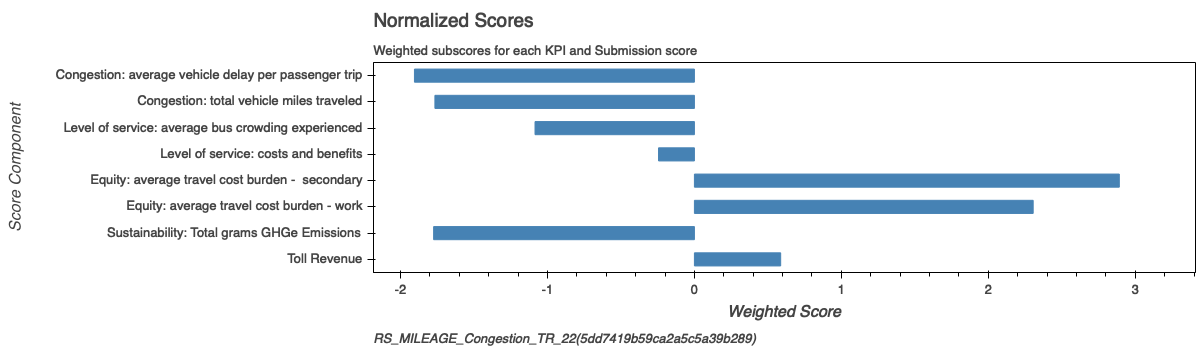 Normalized Scores
Weighted subscores for each KPI and Submission score
Score Component
Congestion: average vehicle delay per passenger trip
Congestion: total vehicle miles traveled
Level of service: average bus crowding experienced
Level of service: costs and benefits
Equity: average travel cost burden -  secondary
Equity: average travel cost burden - work
Sustainability: Total grams GHGe Emissions
Toll Revenue
-2 -1 0 1 2 3
Weighted Score
RS_MILEAGE_Congestion_TR_22(5dd7419b59ca2a5c5a39b289)